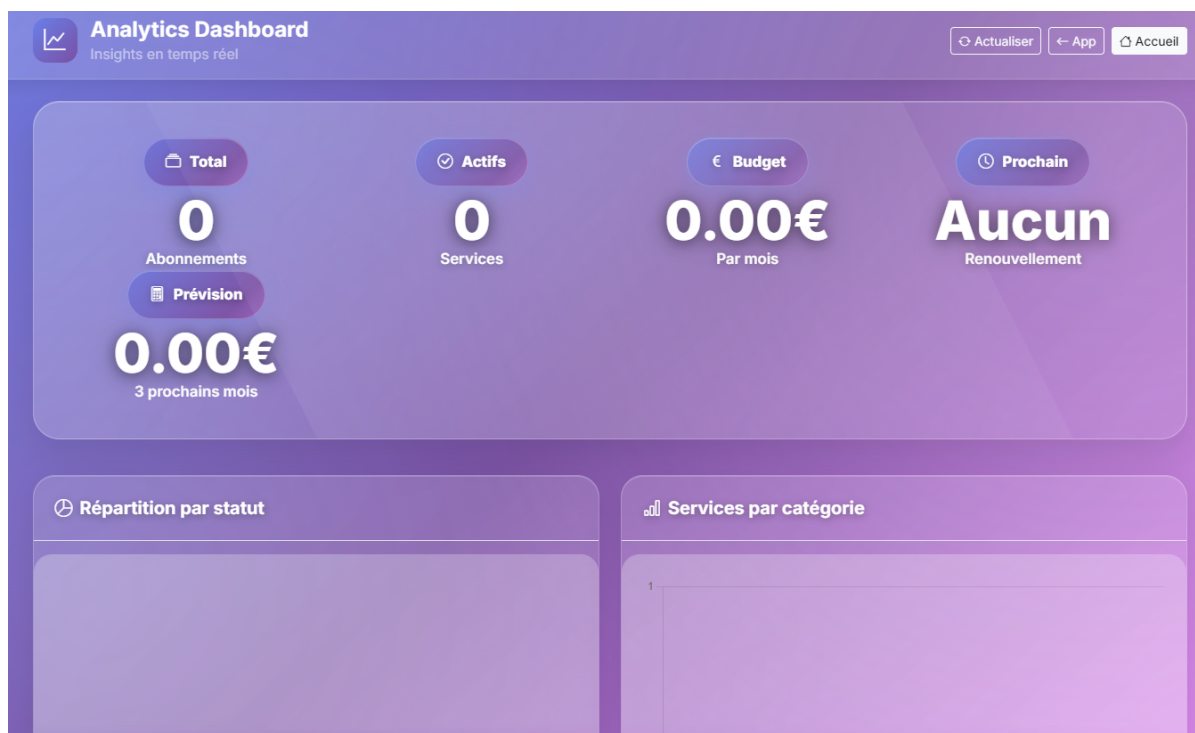 Analytics Dashboard
Insights en temps réel
Actualiser
← App
Accueil
Total
0
Abonnements
Actifs
0
Services
€ Budget
0.00€
Par mois
Prochain
Aucun
Renouvellement
Prévision
0.00€
3 prochains mois
Répartition par statut
Services par catégorie
1